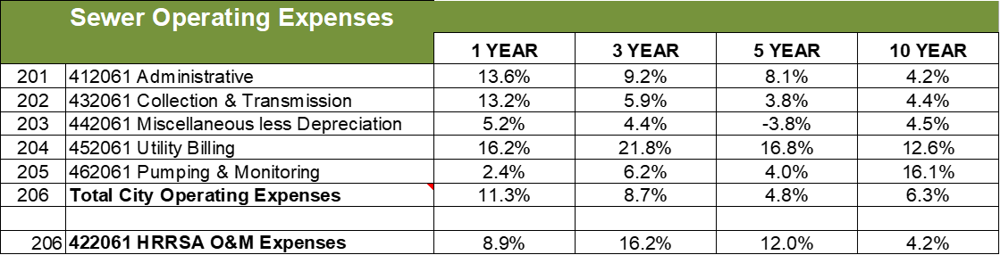 Sewer Operating Expenses
1 YEAR 3 YEAR 5 YEAR 10 YEAR
201 412061 Administrative 13.6% 9.2% 8.1% 4.2%
202 432061 Collection & Transmission 13.2% 5.9% 3.8% 4.4%
203 442061 Miscellaneous less Depreciation 5.2% 4.4% -3.8% 4.5%
204 452061 Utility Billing 16.2% 21.8% 16.8% 12.6%
205 462061 Pumping & Monitoring 2.4% 6.2% 4.0% 16.1%
206 Total City Operating Expenses 11.3% 8.7% 4.8% 6.3%
206 422061 HRRSA O&M Expenses 8.9% 16.2% 12.0% 4.2%